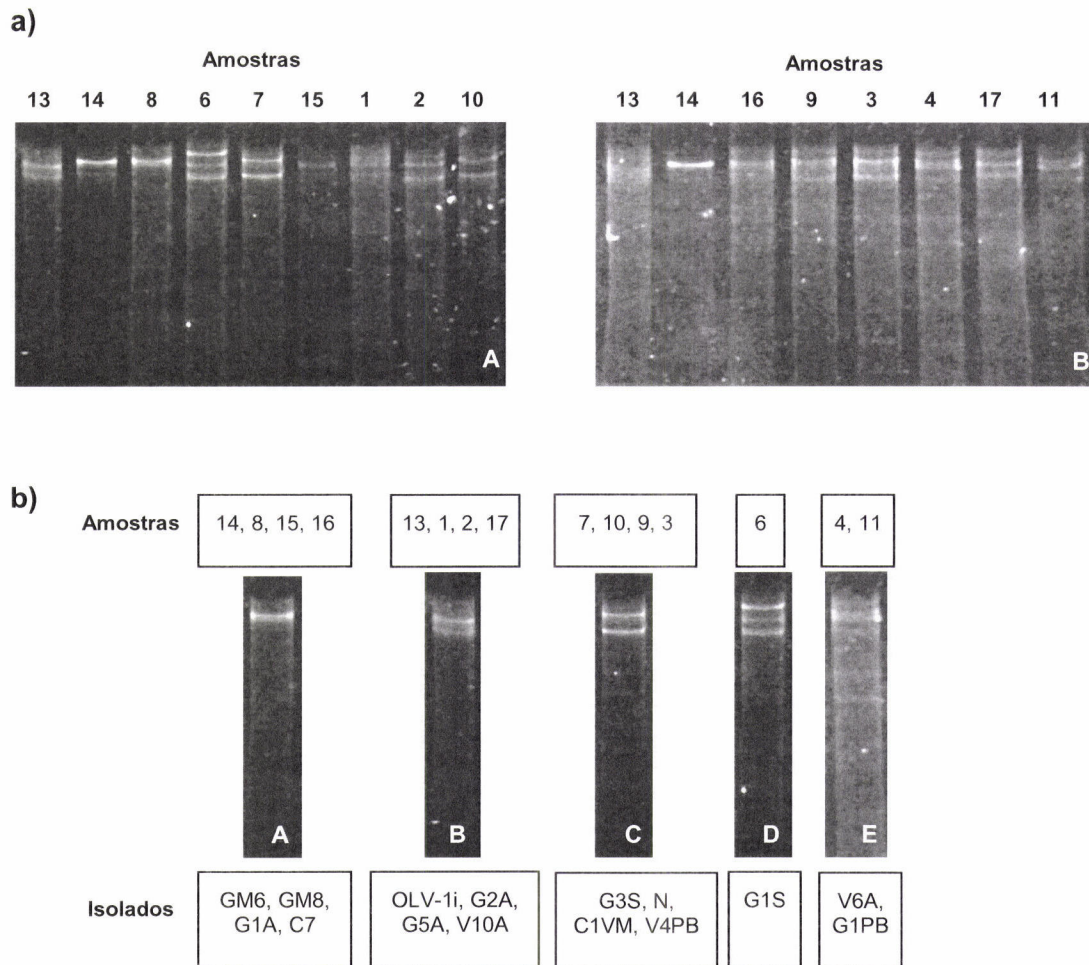 a)
Amostras
13 14 8 6 7 15 1 2 10
A
Amostras
13 14 16 9 3 4 17 11
B
b)
Amostras
14, 8, 15, 16
13, 1, 2, 17
7, 10, 9, 3
6
4, 11
A
B
C
D
E
Isolados
GM6, GM8,
G1A, C7
OLV-1i, G2A,
G5A, V10A
G3S, N,
C1VM, V4PB
G1S
V6A,
G1PB